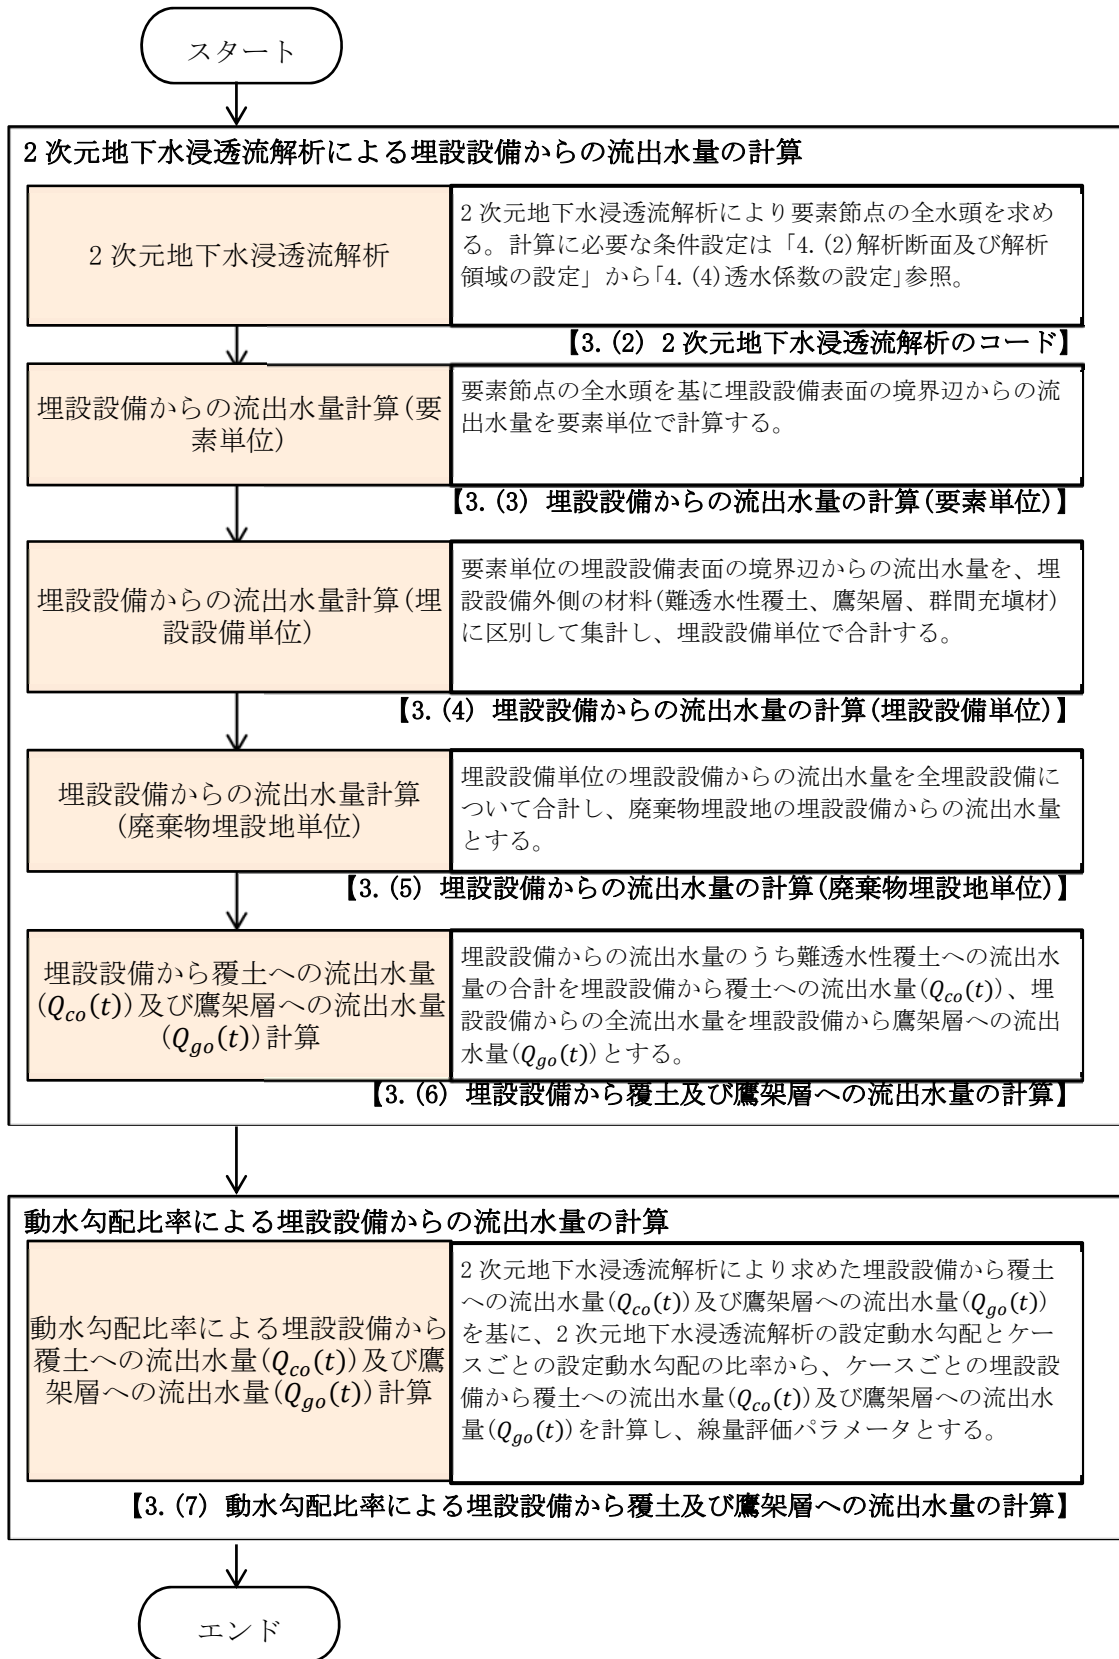 スタート
2次元地下水浸透流解析による埋設設備からの流出水量の計算
2次元地下水浸透流解析
2次元地下水浸透流解析により要素節点の全水頭を求め
る。計算に必要な条件設定は「4.(2)解析断面及び解析
領域の設定」から「4.(4)透水係数の設定」参照。
【3.(2) 2次元地下水浸透流解析のコード】
埋設設備からの流出水量計算(要
素単位)
要素節点の全水頭を基に埋設設備表面の境界辺からの流
出水量を要素単位で計算する。
【3.(3) 埋設設備からの流出水量の計算(要素単位)】
埋設設備からの流出水量計算(埋
設設備単位)
要素単位の埋設設備表面の境界辺からの流出水量を、埋
設設備外側の材料(難透水性覆土、鷹架層、群間充塡材)
に区別して集計し、埋設設備単位で合計する。
【3.(4) 埋設設備からの流出水量の計算(埋設設備単位)】
埋設設備からの流出水量計算
(廃棄物埋設地単位)
埋設設備単位の埋設設備からの流出水量を全埋設設備に
ついて合計し、廃棄物埋設地の埋設設備からの流出水量
とする。
【3.(5) 埋設設備からの流出水量の計算(廃棄物埋設地単位)】
埋設設備から覆土への流出水量
(Q_{co}(t))及び鷹架層への流出水量
(Q_{go}(t))計算
埋設設備からの流出水量のうち難透水性覆土への流出水
量の合計を埋設設備から覆土への流出水量(Q_{co}(t))、埋
設設備からの全流出水量を埋設設備から鷹架層への流出
水量(Q_{go}(t))とする。
【3.(6) 埋設設備から覆土及び鷹架層への流出水量の計算】
動水勾配比率による埋設設備からの流出水量の計算
動水勾配比率による埋設設備から
覆土への流出水量(Q_{co}(t))及び鷹
架層への流出水量(Q_{go}(t))計算
2次元地下水浸透流解析により求めた埋設設備から覆土
への流出水量(Q_{co}(t))及び鷹架層への流出水量(Q_{go}(t))
を基に、2次元地下水浸透流解析の設定動水勾配とケー
スごとの設定動水勾配の比率から、ケースごとの埋設設
備から覆土への流出水量(Q_{co}(t))及び鷹架層への流出水
量(Q_{go}(t))を計算し、線量評価パラメータとする。
【3.(7) 動水勾配比率による埋設設備から覆土及び鷹架層への流出水量の計算】
エンド